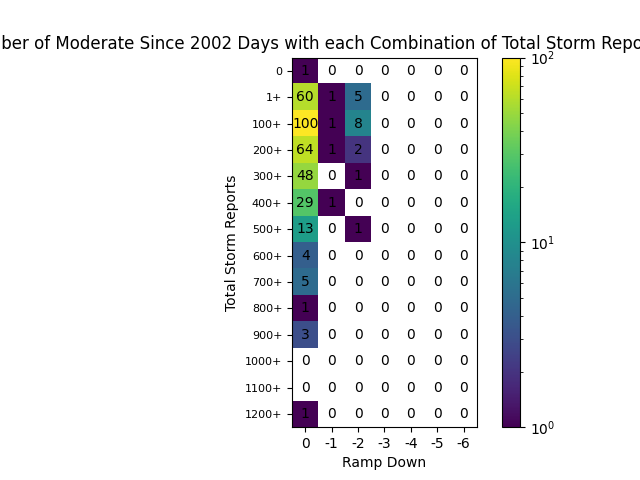 ber of Moderate Since 2002 Days with each Combination of Total Storm Repo
0 1 0 0 0 0 0 0
1+ 60 1 5 0 0 0 0
100+ 100 1 8 0 0 0 0
200+ 64 1 2 0 0 0 0
300+ 48 0 1 0 0 0 0
400+ 29 1 0 0 0 0 0
500+ 13 0 1 0 0 0 0
600+ 4 0 0 0 0 0 0
700+ 5 0 0 0 0 0 0
800+ 1 0 0 0 0 0 0
900+ 3 0 0 0 0 0 0
1000+ 0 0 0 0 0 0 0
1100+ 0 0 0 0 0 0 0
1200+ 1 0 0 0 0 0 0
0 -1 -2 -3 -4 -5 -6
Ramp Down
Total Storm Reports
10²
10¹
10⁰